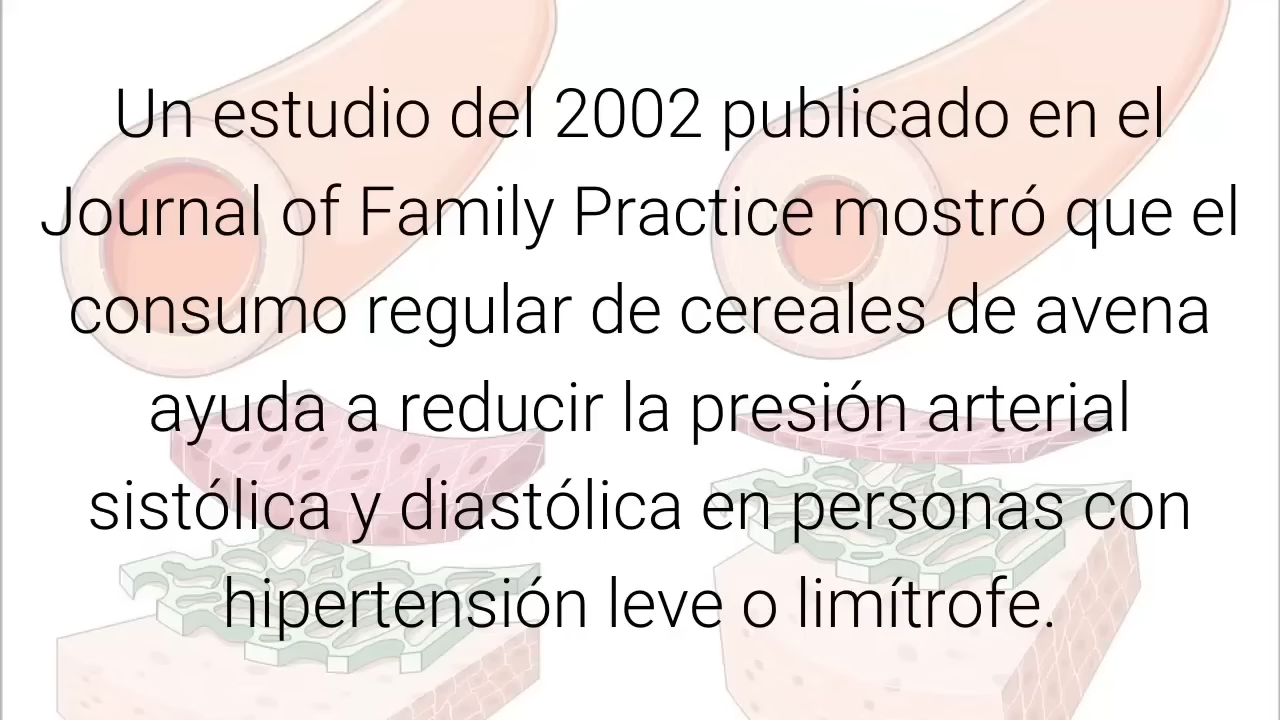 Un estudio del 2002 publicado en el
Journal of Family Practice mostró que el
consumo regular de cereales de avena
ayuda a reducir la presión arterial
sistólica y diastólica en personas con
hipertensión leve o limítrofe.